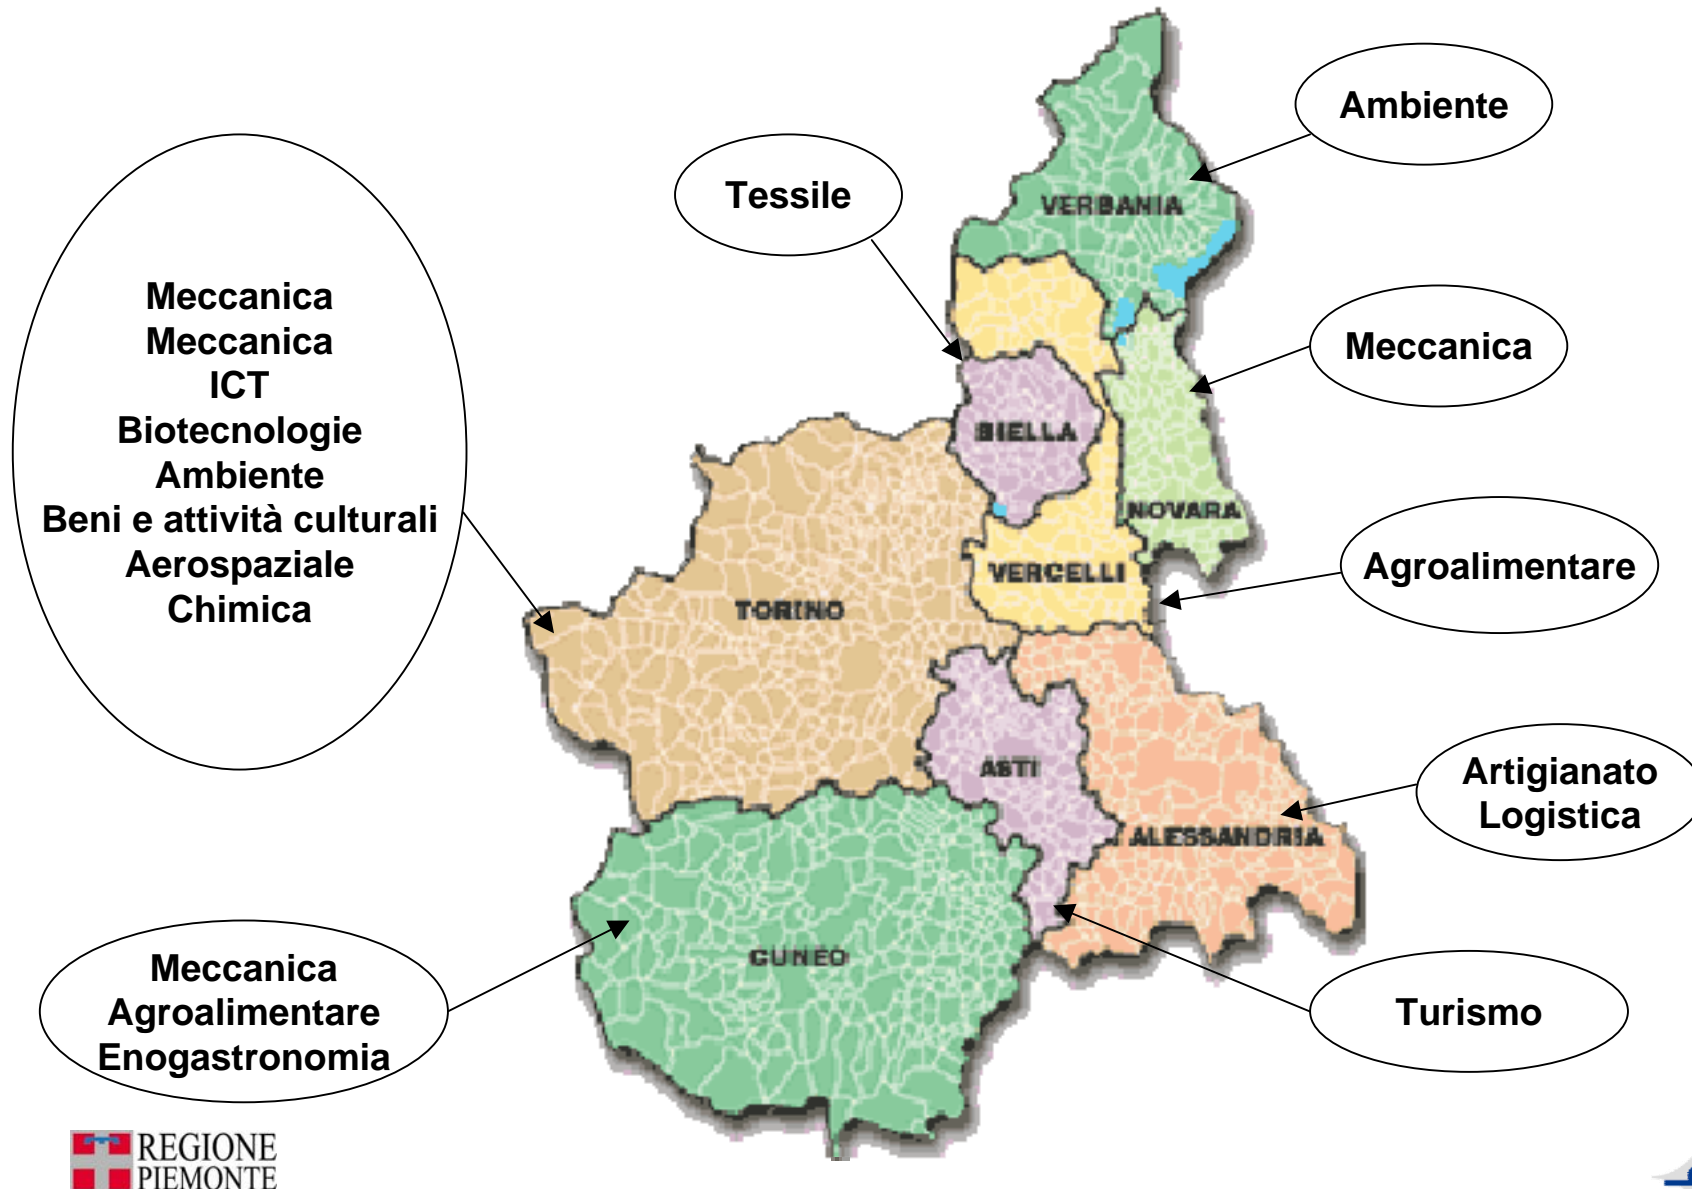 Ambiente
Tessile
VERBANIA
Meccanica
Meccanica
ICT
Biotecnologie
Ambiente
Beni e attività culturali
Aerospaziale
Chimica
Meccanica
BIELLA
NOVARA
Agroalimentare
VERCELLI
TORINO
ASTI
Artigianato
Logistica
ALESSANDRIA
Meccanica
Agroalimentare
Enogastronomia
CUNEO
Turismo
REGIONE
PIEMONTE